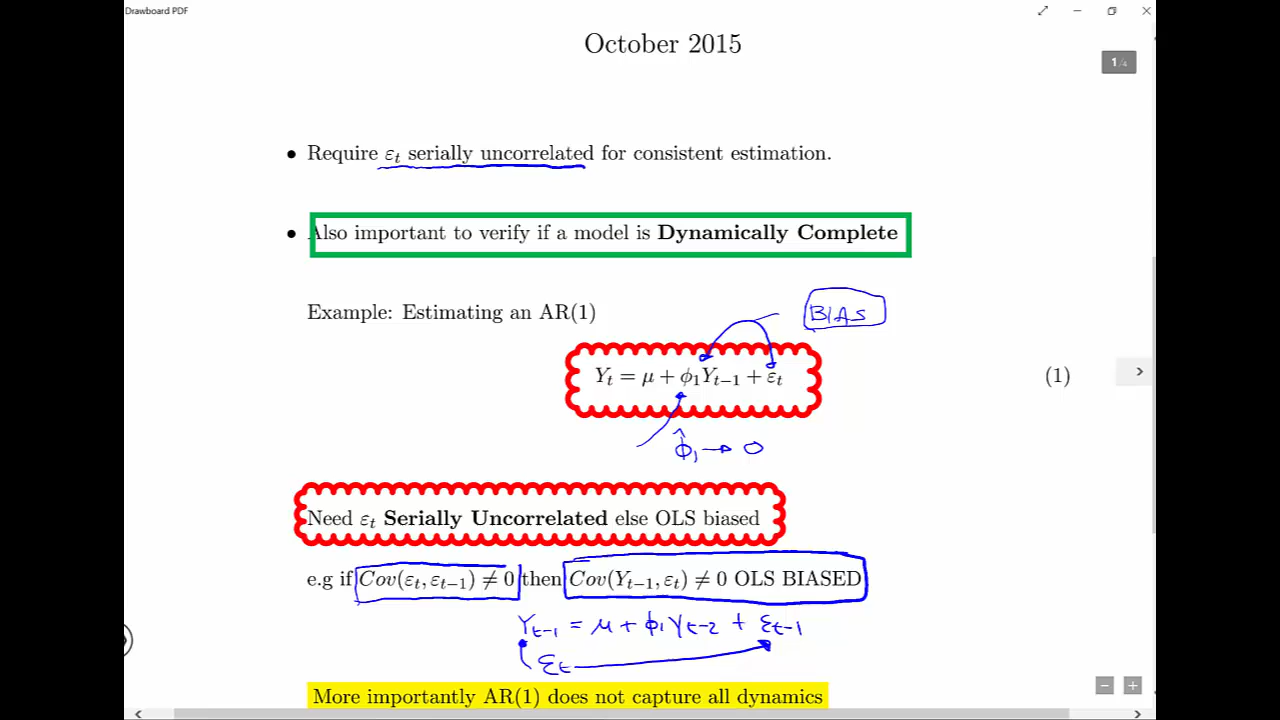 Drawboard PDF
October 2015
1/4
• Require εt serially uncorrelated for consistent estimation.
• Also important to verify if a model is Dynamically Complete
Example: Estimating an AR(1)
BIAS
Yt = μ + ϕ1Yt−1 + εt
(1)
ϕ̂1 → 0
Need εt Serially Uncorrelated else OLS biased
e.g if Cov(εt, εt−1) ≠ 0 then Cov(Yt−1, εt) ≠ 0 OLS BIASED
Yt−1 = μ + ϕ1Yt−2 + εt−1
εt
More importantly AR(1) does not capture all dynamics